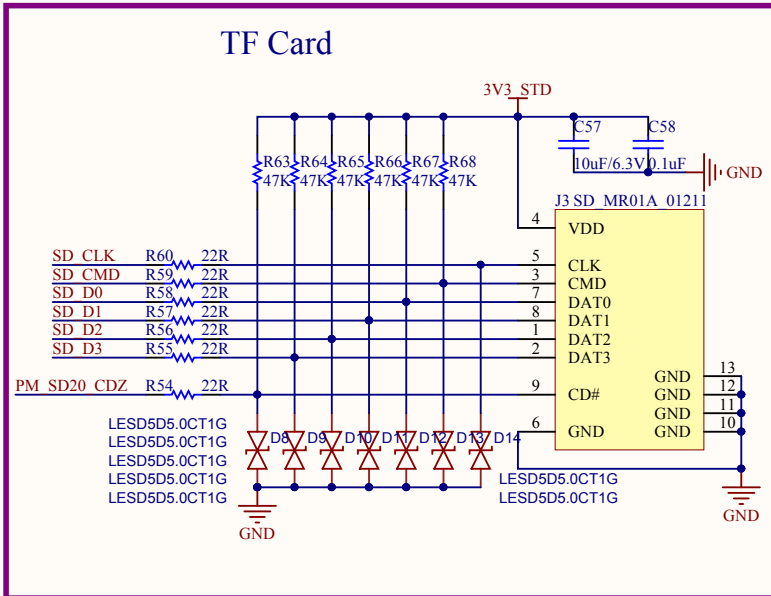 TF Card
3V3_STD
C57 C58
10uF/6.3V 0.1uF
GND
R63 R64 R65 R66 R67 R68
47K 47K 47K 47K 47K 47K
J3 SD_MR01A_01211
4 VDD
SD_CLK R60 22R 5 CLK
SD_CMD R59 22R 3 CMD
SD_D0 R58 22R 7 DAT0
SD_D1 R57 22R 8 DAT1
SD_D2 R56 22R 1 DAT2
SD_D3 R55 22R 2 DAT3
GND 13
PM_SD20_CDZ R54 22R 9 CD# GND 12
GND 11
6 GND GND 10
D8 D9 D10 D11 D12 D13 D14
LESD5D5.0CT1G
LESD5D5.0CT1G
LESD5D5.0CT1G
LESD5D5.0CT1G
LESD5D5.0CT1G
LESD5D5.0CT1G
LESD5D5.0CT1G
GND
GND